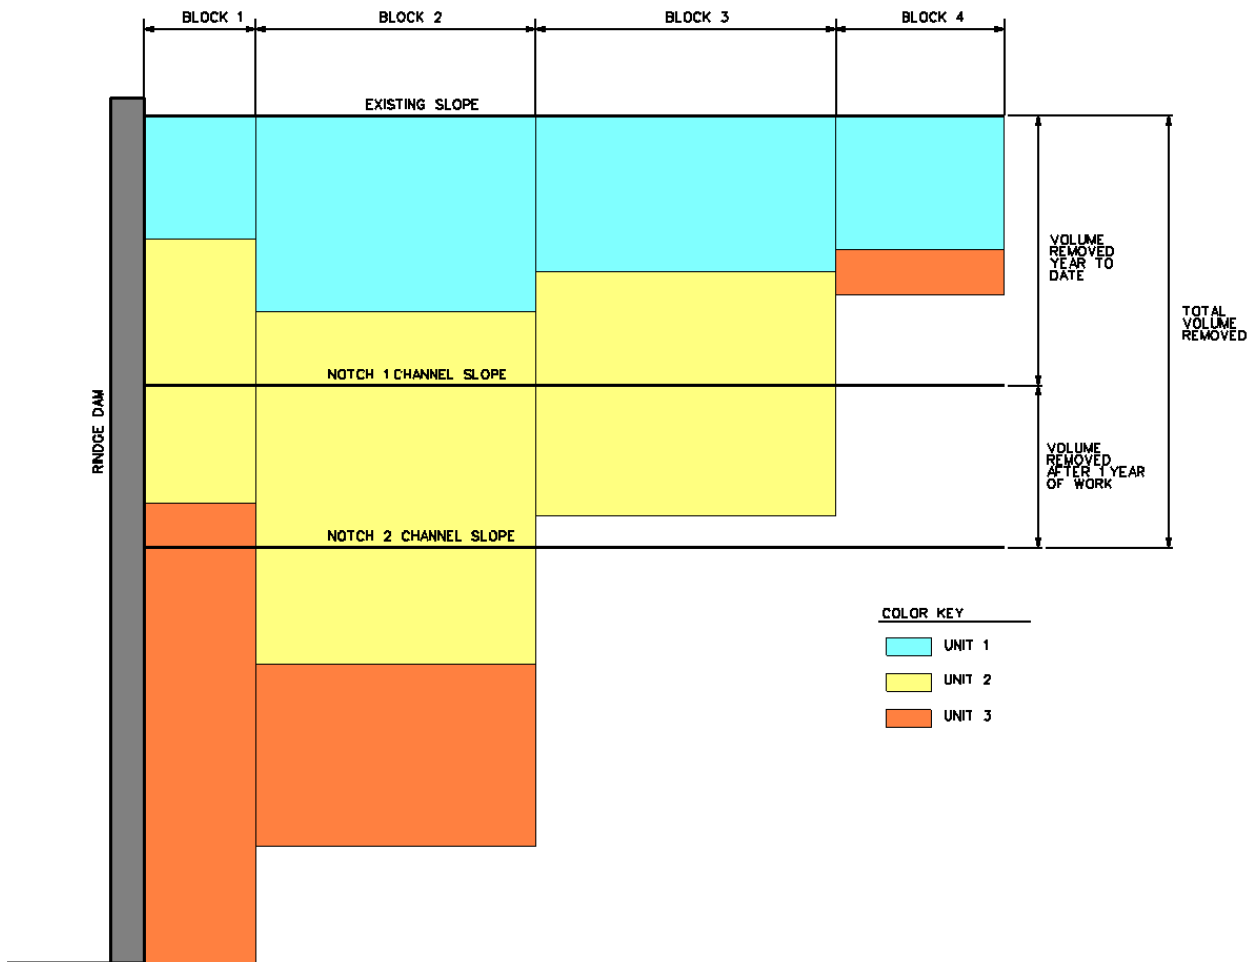 BLOCK 1
BLOCK 2
BLOCK 3
BLOCK 4
EXISTING SLOPE
VOLUME
REMOVED
YEAR TO
DATE
TOTAL
VOLUME
REMOVED
NOTCH 1 CHANNEL SLOPE
RINDGE DAM
VOLUME
REMOVED
AFTER 1 YEAR
OF WORK
NOTCH 2 CHANNEL SLOPE
COLOR KEY
UNIT 1
UNIT 2
UNIT 3